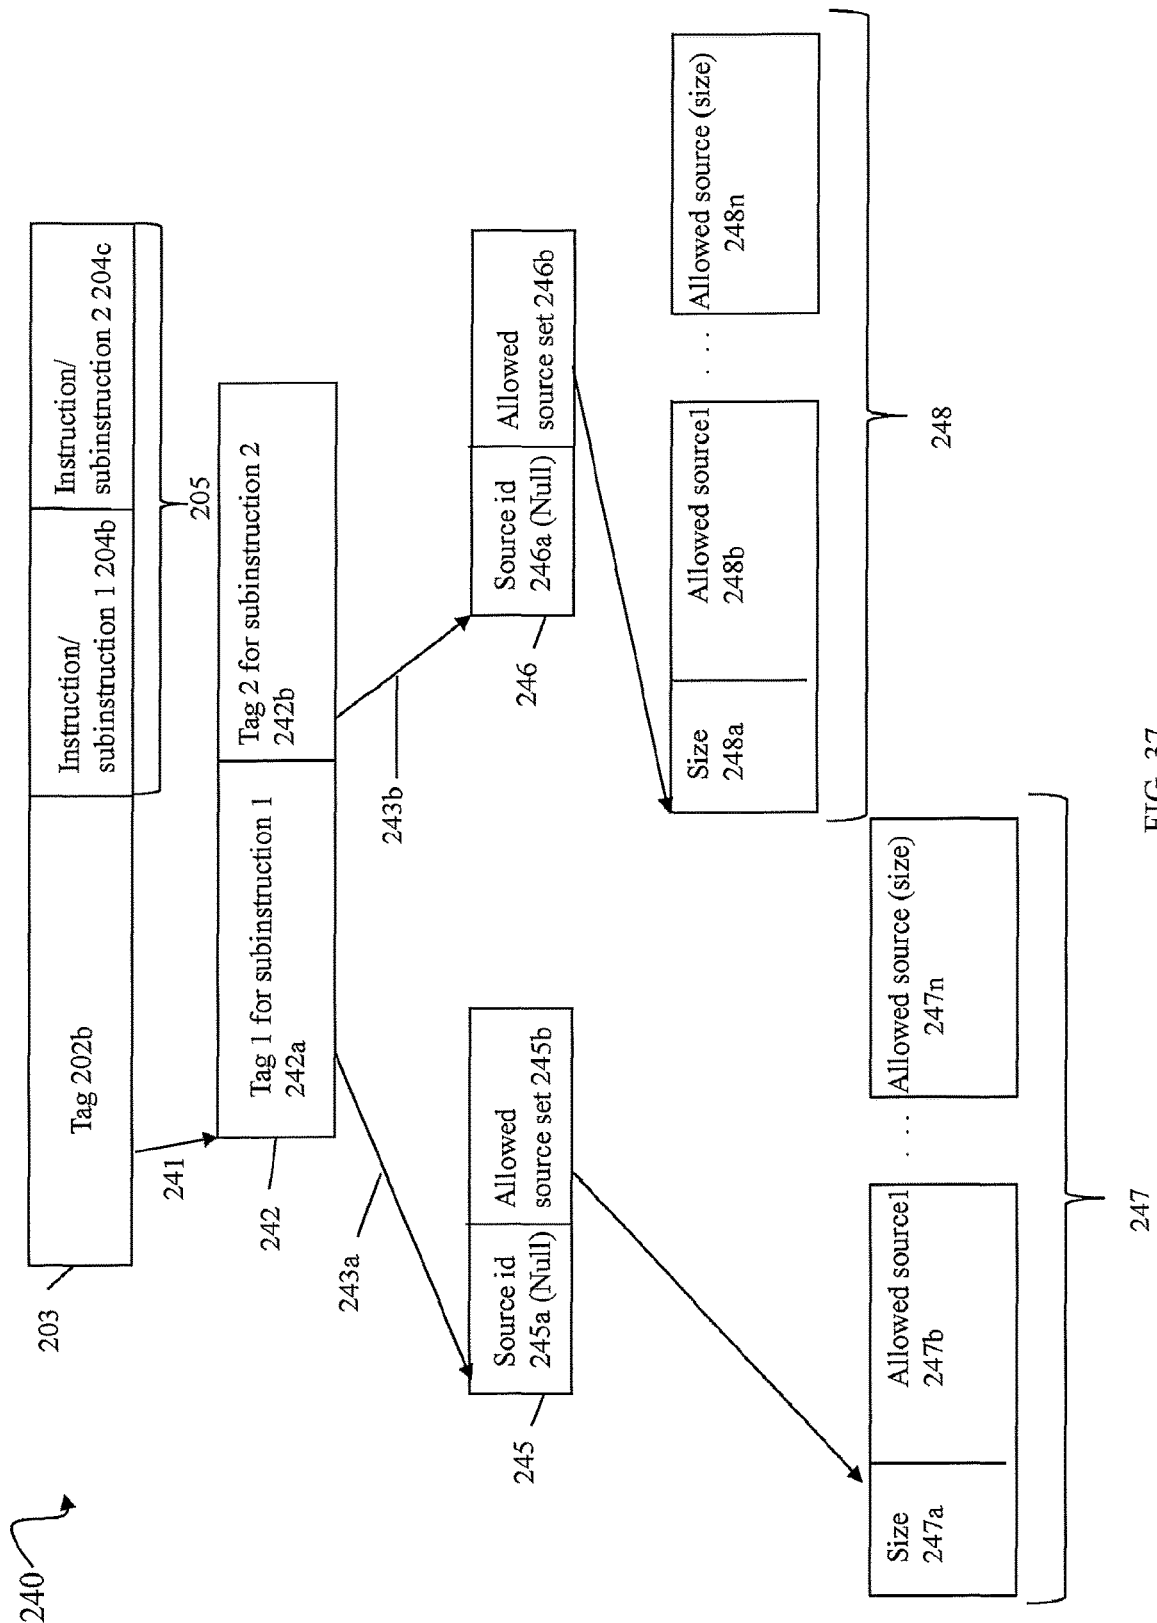 240
203
Tag 202b
Instruction/
subinstruction 1 204b
Instruction/
subinstruction 2 204c
205
241
242
Tag 1 for subinstruction 1
242a
Tag 2 for subinstruction 2
242b
243a
243b
245
Source id
245a (Null)
Allowed
source set 245b
246
Source id
246a (Null)
Allowed
source set 246b
Size
248a
Allowed source1
248b
. . .
Allowed source (size)
248n
248
Size
247a
Allowed source1
247b
. . .
Allowed source (size)
247n
247
FIG. 37